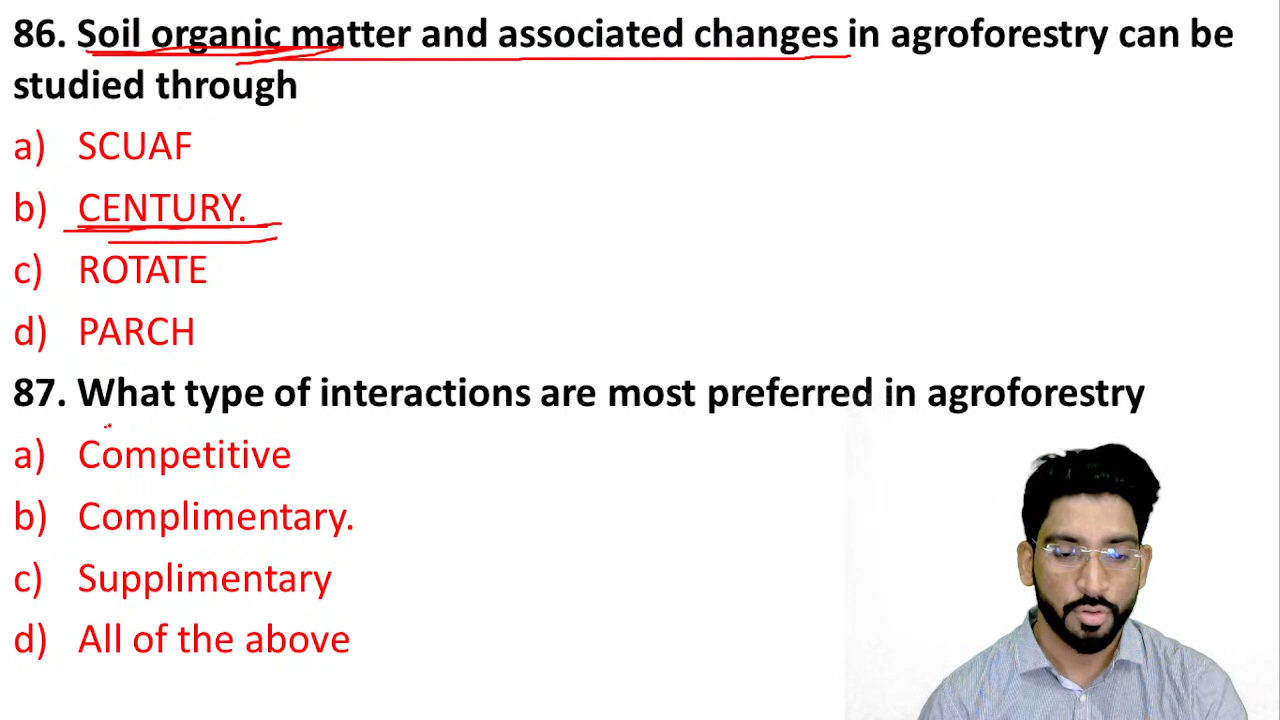 86. Soil organic matter and associated changes in agroforestry can be
studied through
a) SCUAF
b) CENTURY.
c) ROTATE
d) PARCH
87. What type of interactions are most preferred in agroforestry
a) Competitive
b) Complimentary.
c) Supplimentary
d) All of the above